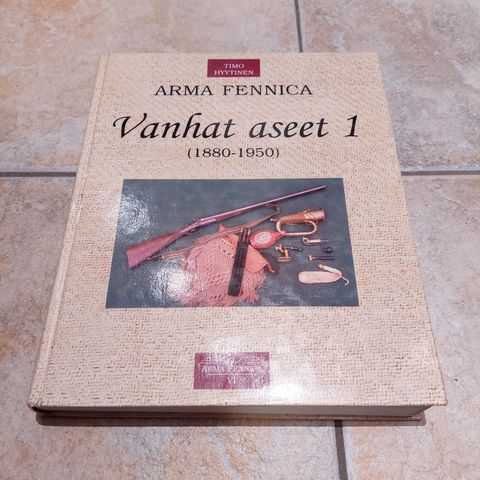 TIMO
HYYTINEN
ARMA FENNICA
Vanhat aseet 1
(1880-1950)
ARMA FENNICA
VI